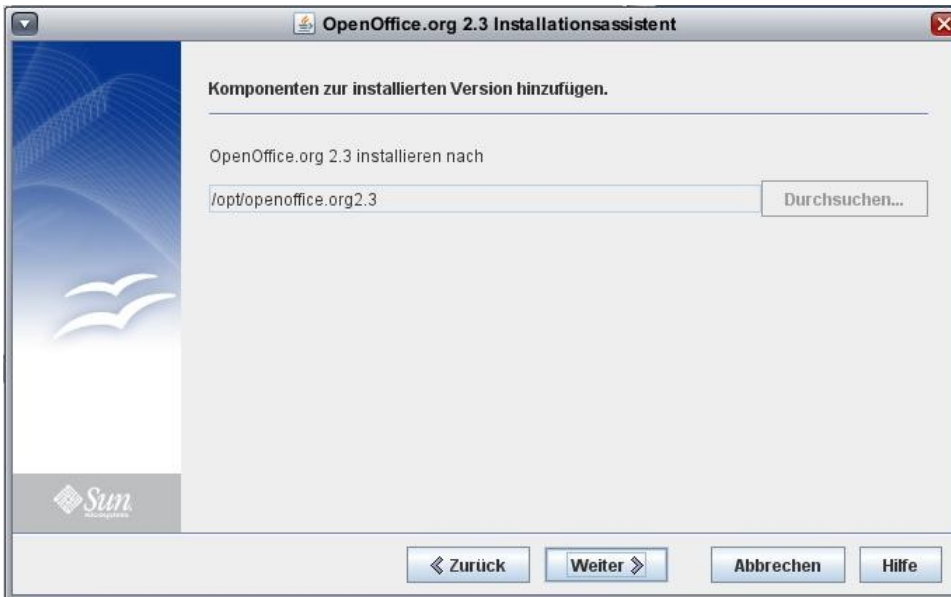 OpenOffice.org 2.3 Installationsassistent
Komponenten zur installierten Version hinzufügen.
OpenOffice.org 2.3 installieren nach
/opt/openoffice.org2.3
Durchsuchen...
Sun
microsystems
Zurück
Weiter
Abbrechen
Hilfe